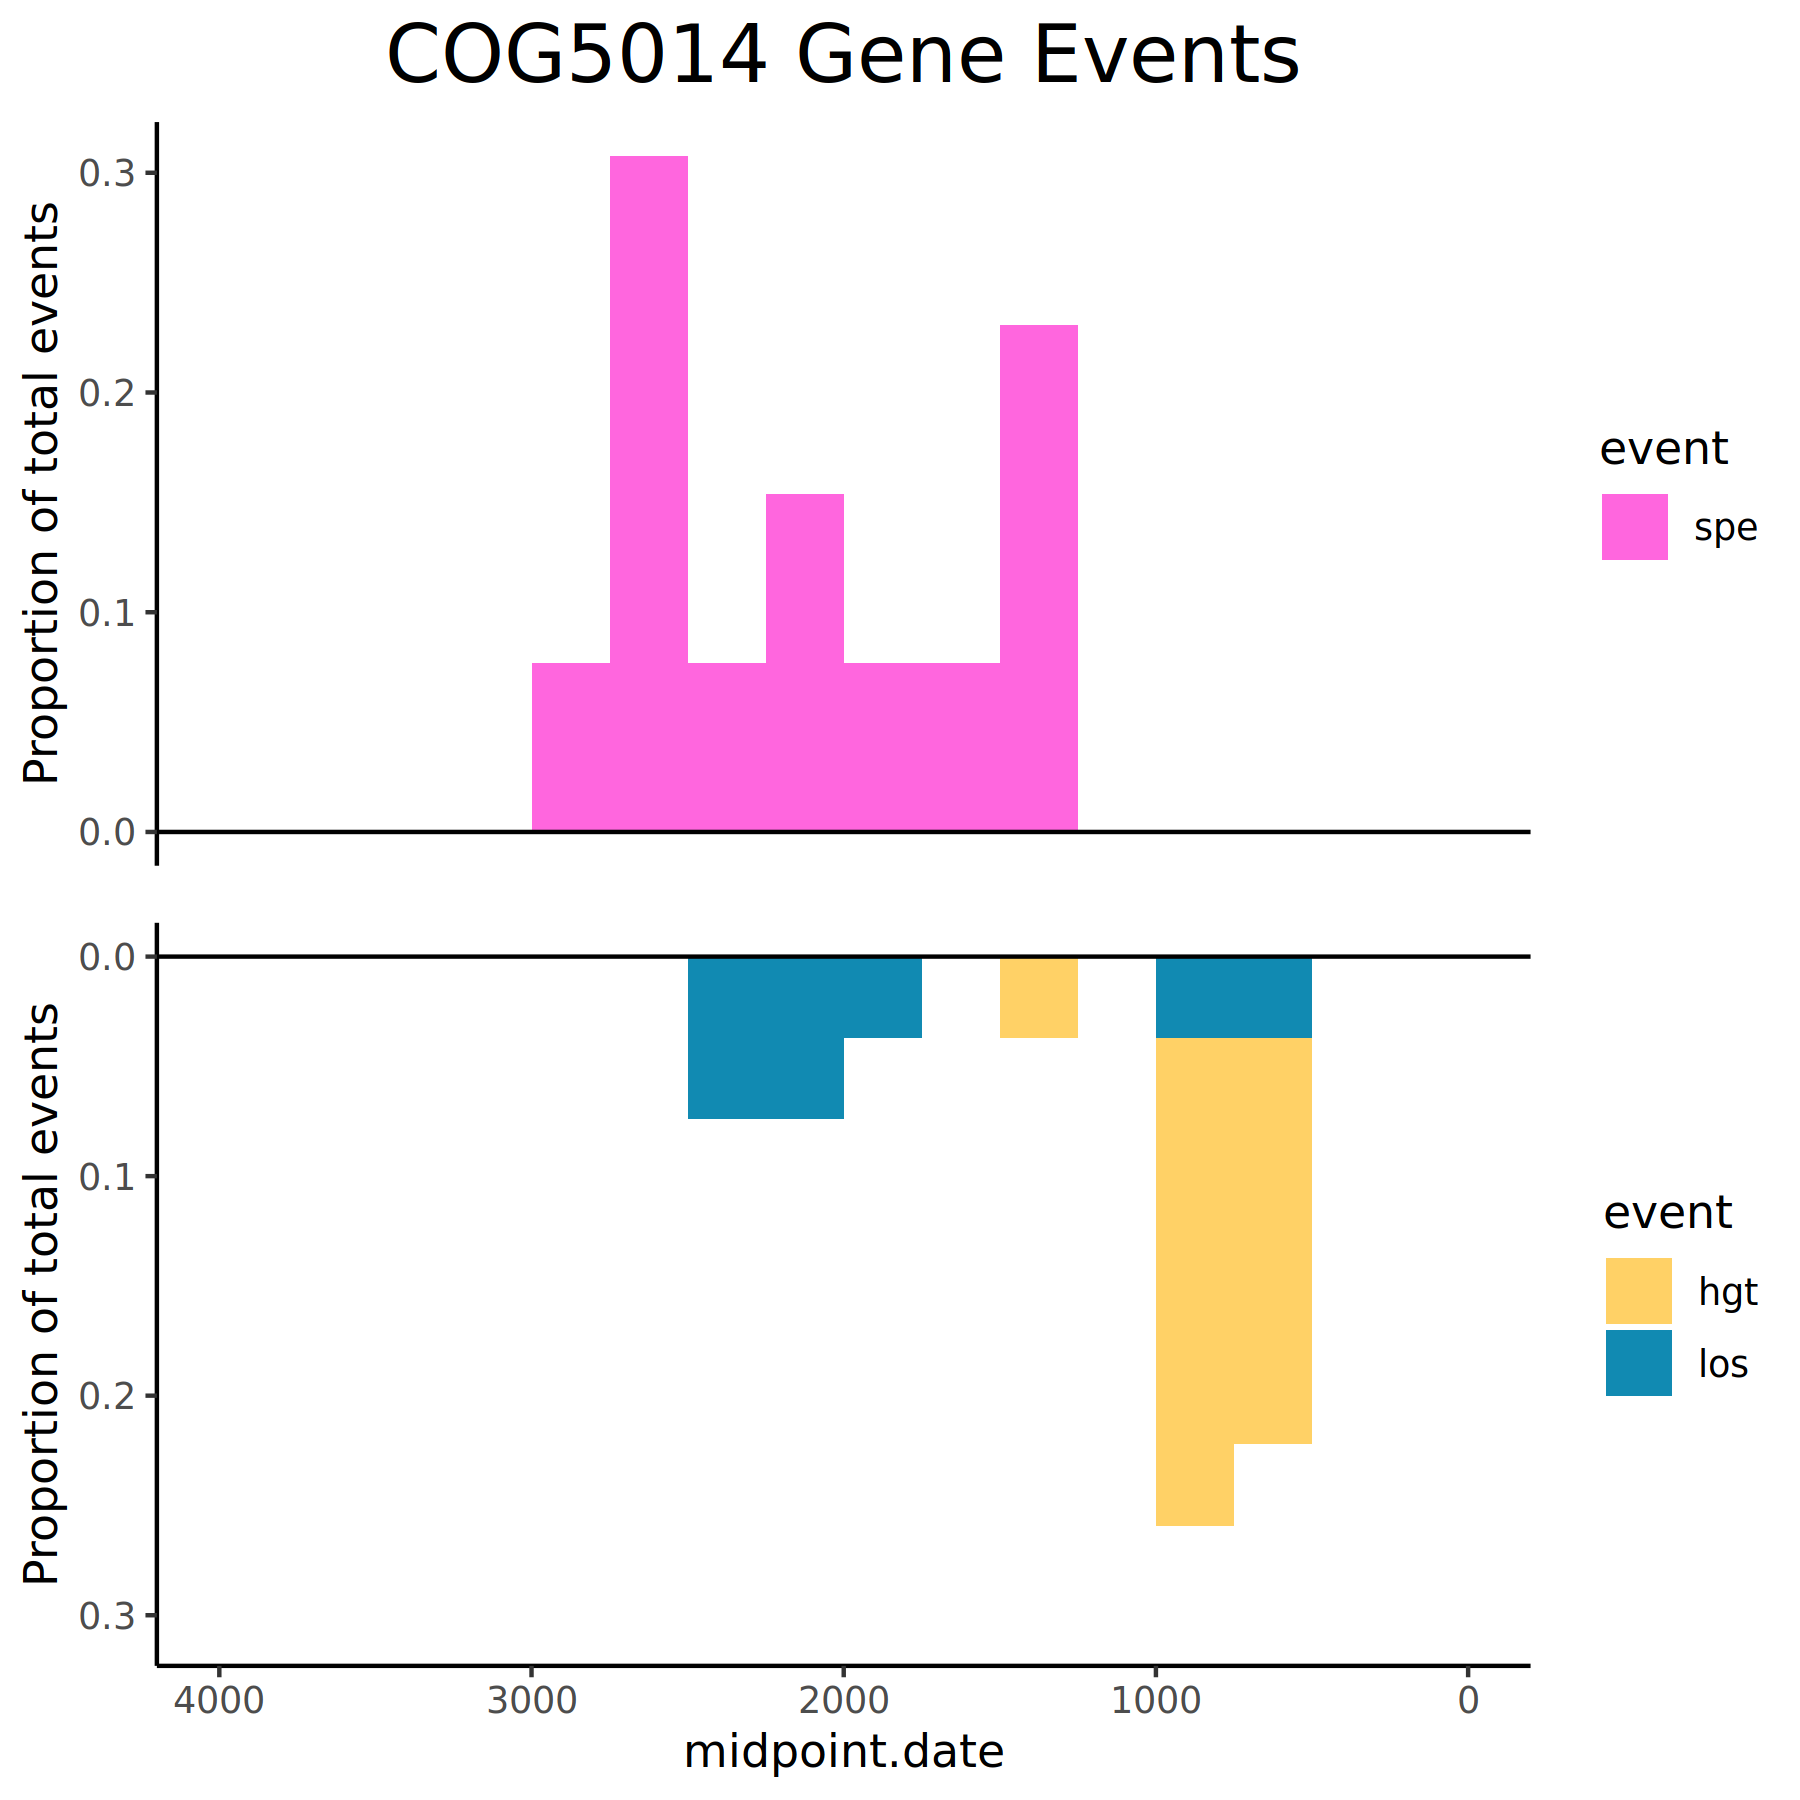 COG5014 Gene Events
Proportion of total events
0.3
0.2
0.1
0.0
event
spe
Proportion of total events
0.0
0.1
0.2
0.3
event
hgt
los
4000 3000 2000 1000 0
midpoint.date